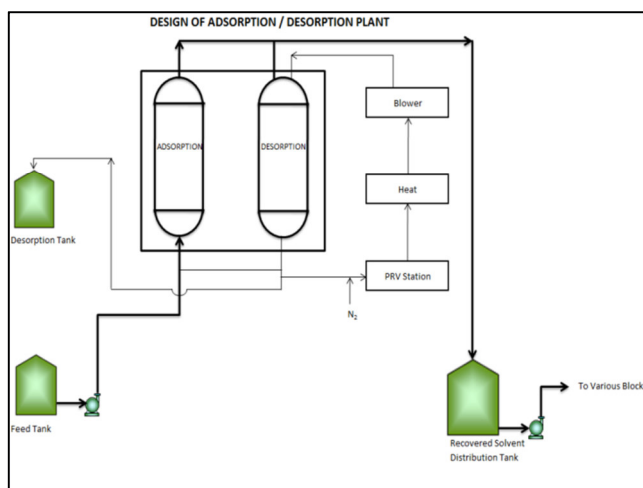 DESIGN OF ADSORPTION / DESORPTION PLANT
Blower
ADSORPTION
DESORPTION
Heat
Desorption Tank
PRV Station
N₂
To Various Block
Feed Tank
Recovered Solvent
Distribution Tank